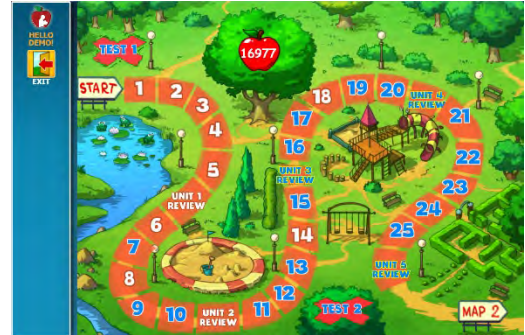 HELLO
DEMO!
EXIT
TEST 1
16977
START
1
2
3
4
5
UNIT 1
REVIEW
6
7
8
9
10
UNIT 2
REVIEW
11
12
13
14
15
UNIT 3
REVIEW
16
17
18
19
20
UNIT 4
REVIEW
21
22
23
24
25
UNIT 5
REVIEW
TEST 2
MAP 2